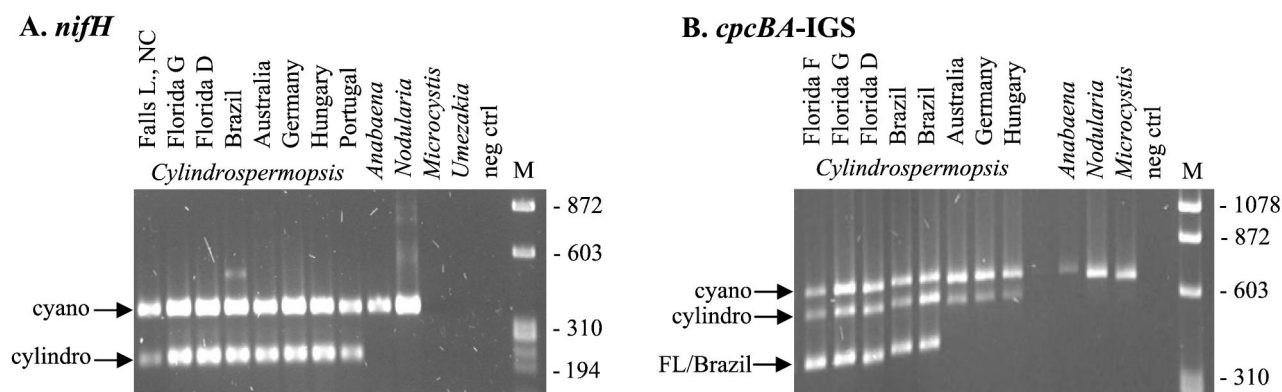 A. nifH
Falls L., NC
Florida G
Florida D
Brazil
Australia
Germany
Hungary
Portugal
Anabaena
Nodularia
Microcystis
Umezakia
neg ctrl
M
Cylindrospermopsis
- 872
- 603
- 310
- 194
cyano
cylindro
B. cpcBA-IGS
Florida F
Florida G
Florida D
Brazil
Brazil
Australia
Germany
Hungary
Anabaena
Nodularia
Microcystis
neg ctrl
M
Cylindrospermopsis
- 1078
- 872
- 603
- 310
cyano
cylindro
FL/Brazil